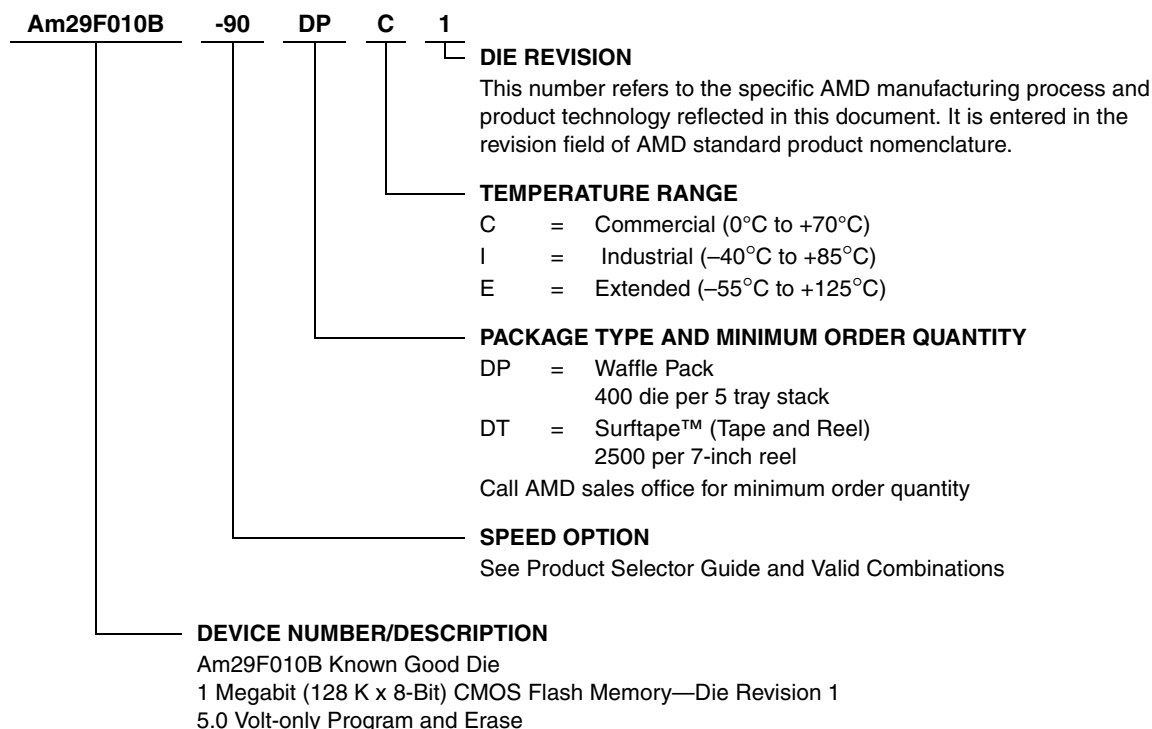 Am29F010B -90 DP C 1
DIE REVISION
This number refers to the specific AMD manufacturing process and
product technology reflected in this document. It is entered in the
revision field of AMD standard product nomenclature.
TEMPERATURE RANGE
C = Commercial (0°C to +70°C)
I = Industrial (–40°C to +85°C)
E = Extended (–55°C to +125°C)
PACKAGE TYPE AND MINIMUM ORDER QUANTITY
DP = Waffle Pack
400 die per 5 tray stack
DT = Surftape™ (Tape and Reel)
2500 per 7-inch reel
Call AMD sales office for minimum order quantity
SPEED OPTION
See Product Selector Guide and Valid Combinations
DEVICE NUMBER/DESCRIPTION
Am29F010B Known Good Die
1 Megabit (128 K x 8-Bit) CMOS Flash Memory—Die Revision 1
5.0 Volt-only Program and Erase